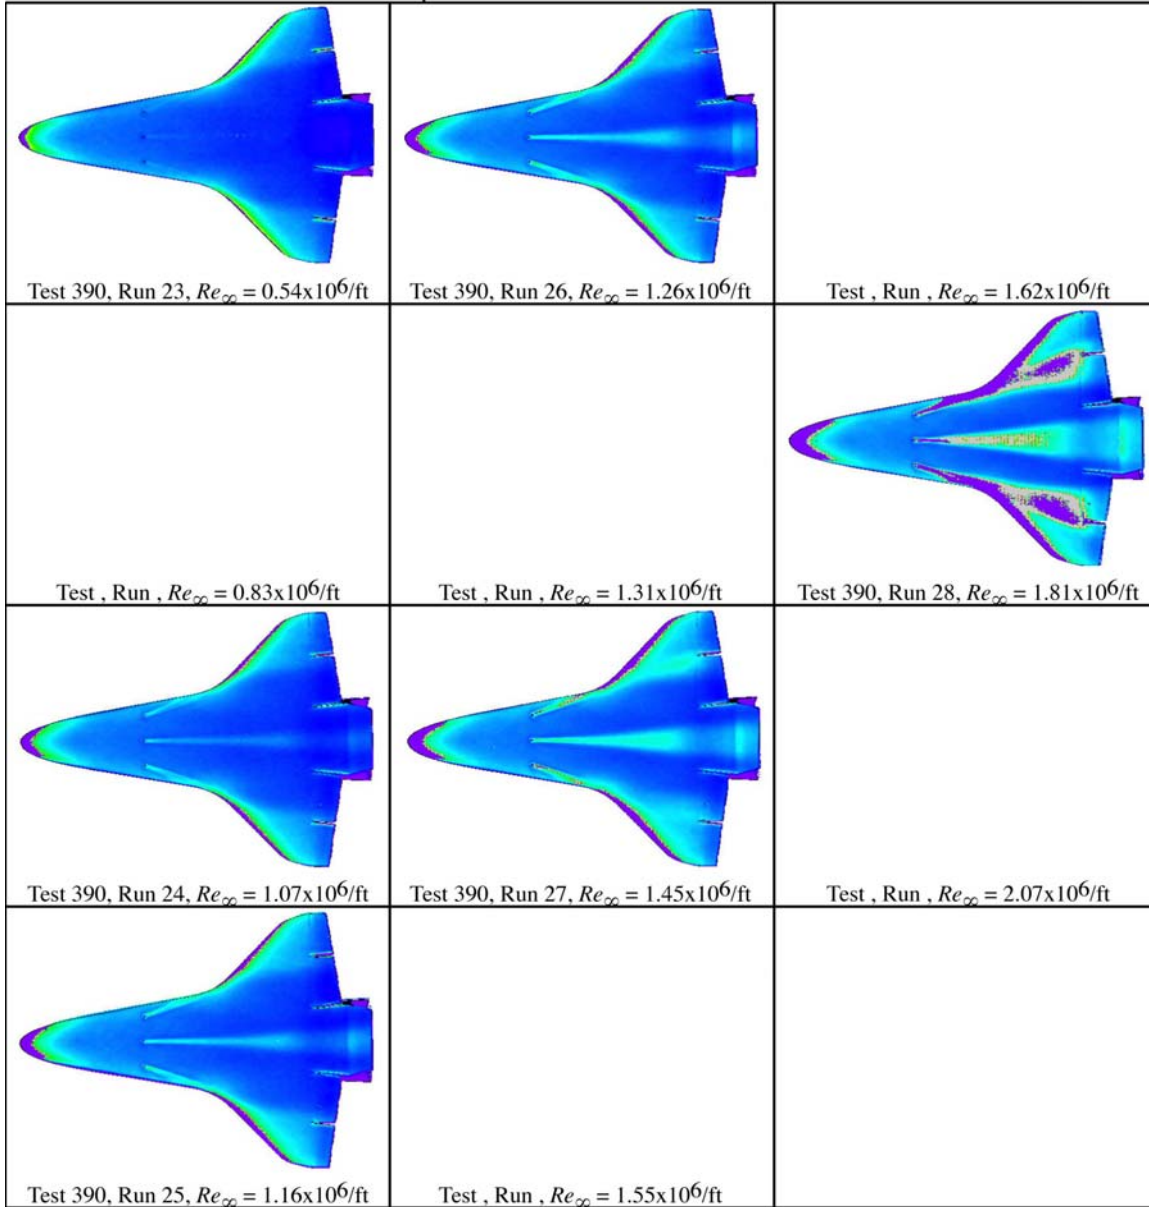 Test 390, Run 23, Re∞ = 0.54x10⁶/ft
Test 390, Run 26, Re∞ = 1.26x10⁶/ft
Test , Run , Re∞ = 1.62x10⁶/ft
Test , Run , Re∞ = 0.83x10⁶/ft
Test , Run , Re∞ = 1.31x10⁶/ft
Test 390, Run 28, Re∞ = 1.81x10⁶/ft
Test 390, Run 24, Re∞ = 1.07x10⁶/ft
Test 390, Run 27, Re∞ = 1.45x10⁶/ft
Test , Run , Re∞ = 2.07x10⁶/ft
Test 390, Run 25, Re∞ = 1.16x10⁶/ft
Test , Run , Re∞ = 1.55x10⁶/ft